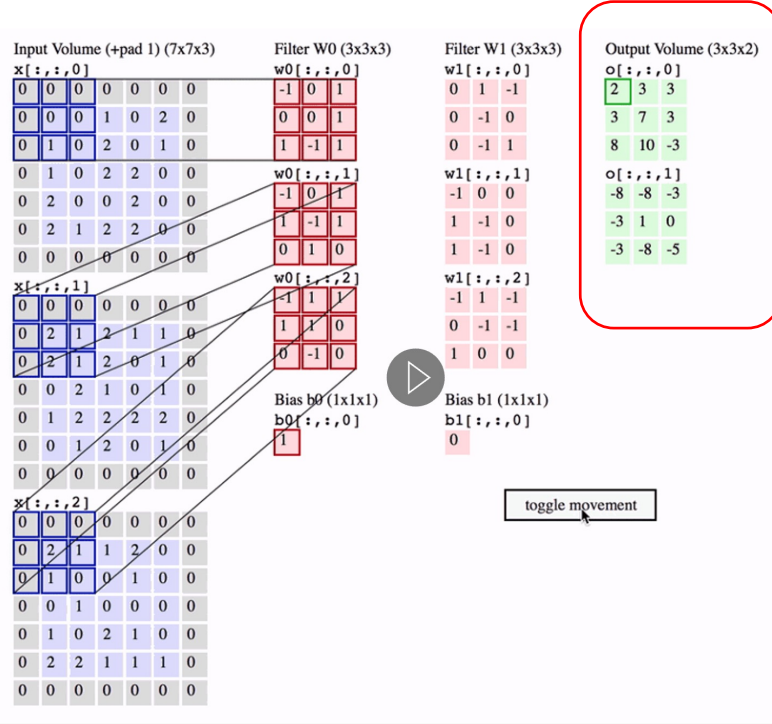 Input Volume (+pad 1) (7x7x3)
x[:,:,0]
0 0 0 0 0 0 0
0 0 0 1 0 2 0
0 1 0 2 0 1 0
0 1 0 2 2 0 0
0 2 0 0 2 0 0
0 2 1 2 2 0 0
0 0 0 0 0 0 0
x[:,:,1]
0 0 0 0 0 0 0
0 2 1 2 1 1 0
0 2 1 2 0 1 0
0 0 2 1 0 1 0
0 1 2 2 2 2 0
0 0 1 2 0 1 0
0 0 0 0 0 0 0
x[:,:,2]
0 0 0 0 0 0 0
0 2 1 1 2 0 0
0 1 0 0 1 0 0
0 0 1 0 0 0 0
0 1 0 2 1 0 0
0 2 2 1 1 1 0
0 0 0 0 0 0 0
Filter W0 (3x3x3)
w0[:,:,0]
-1 0 1
0 0 1
1 -1 1
w0[:,:,1]
-1 0 1
1 -1 1
0 1 0
w0[:,:,2]
-1 1 1
1 1 0
0 -1 0
Bias b0 (1x1x1)
b0[:,:,0]
1
Filter W1 (3x3x3)
w1[:,:,0]
0 1 -1
0 -1 0
0 -1 1
w1[:,:,1]
-1 0 0
1 -1 0
1 -1 0
w1[:,:,2]
-1 1 -1
0 -1 -1
1 0 0
Bias b1 (1x1x1)
b1[:,:,0]
0
Output Volume (3x3x2)
o[:,:,0]
2 3 3
3 7 3
8 10 -3
o[:,:,1]
-8 -8 -3
-3 1 0
-3 -8 -5
toggle movement